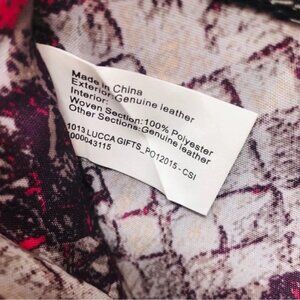 Made in China
Exterior:Genuine leather
Interior:
Woven Section:100% Polyester
Other Sections:Genuine leather
1013 LUCCA GIFTS_PO12015 - CSI
000043115